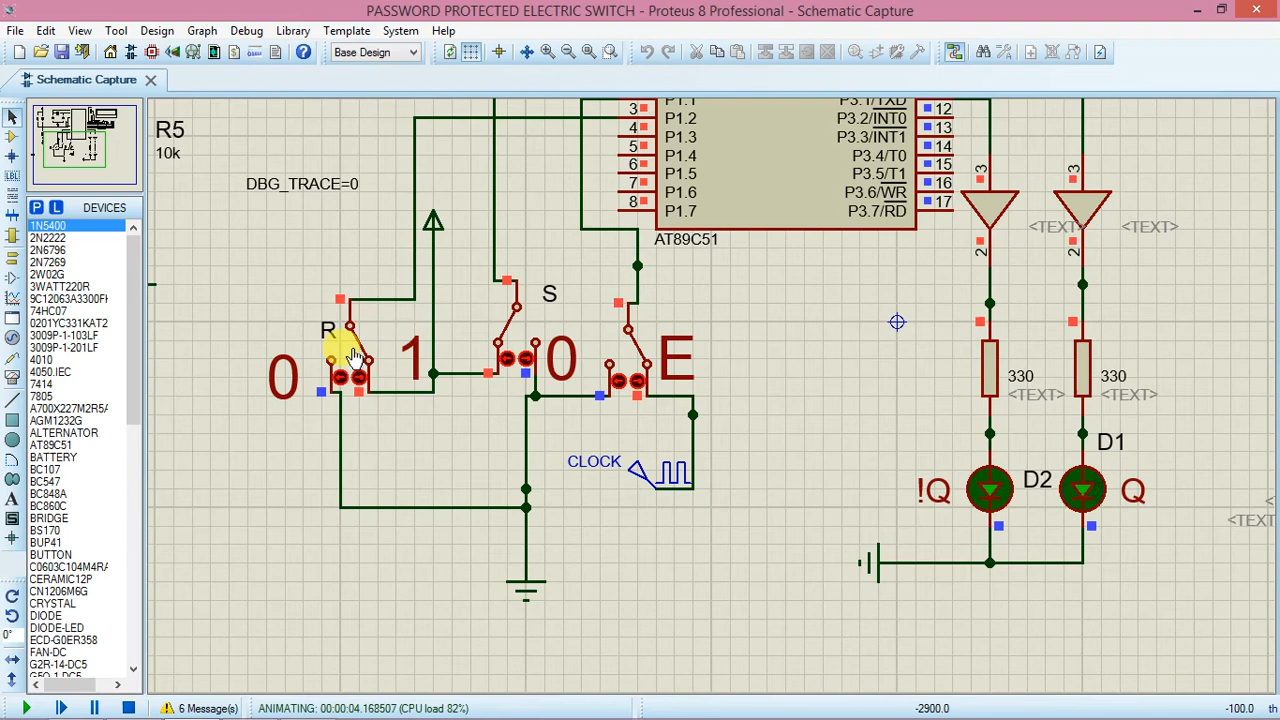 PASSWORD PROTECTED ELECTRIC SWITCH - Proteus 8 Professional - Schematic Capture
File Edit View Tool Design Graph Debug Library Template System Help
Base Design
Schematic Capture
P L DEVICES
1N5400
2N2222
2N6796
2N7269
2W02G
3WATT330R
9C12063A3300FK
74HC07
0201YC331KAT2
3009P-1-103LF
3009P-1-201LF
4010
4050.IEC
7414
7805
A700X227M2R5A
AGM1232G
ALTERNATOR
AT89C51
BATTERY
BC107
BC547
BC848A
BC860C
BRIDGE
BS170
BUP41
BUTTON
C0603C104M4RA
CERAMIC12P
CN1206M6G
CRYSTAL
DIODE
DIODE-LED
ECD-G0ER358
FAN-DC
G2R-14-DC5
R5
10k
DBG_TRACE=0
3 P1.1 P3.1/TXD 12
4 P1.2 P3.2/INT0 13
5 P1.3 P3.3/INT1 14
6 P1.4 P3.4/T0 15
7 P1.5 P3.5/T1 16
8 P1.6 P3.6/WR 17
P1.7 P3.7/RD
AT89C51
3 3
<TEXT> <TEXT>
2 2
R
S
0 1 0 E
330 330
<TEXT> <TEXT>
CLOCK
D1
!Q D2 Q
<TEXT
0°
6 Message(s)
ANIMATING: 00:00:04.168507 (CPU load 82%)
-2900.0 -100.0 th